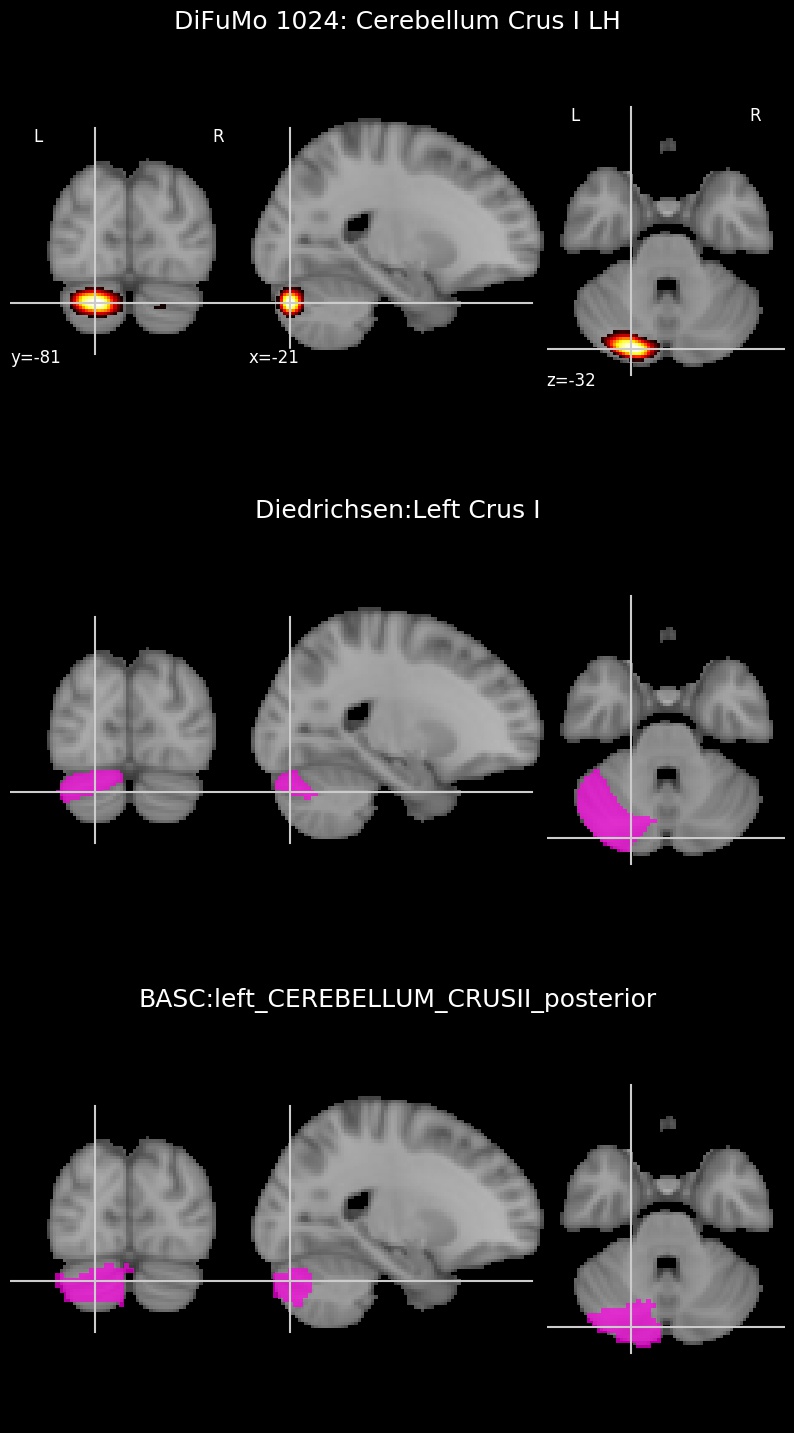 DiFuMo 1024: Cerebellum Crus I LH
L R L R
y=-81 x=-21 z=-32
Diedrichsen:Left Crus I
BASC:left_CEREBELLUM_CRUSII_posterior